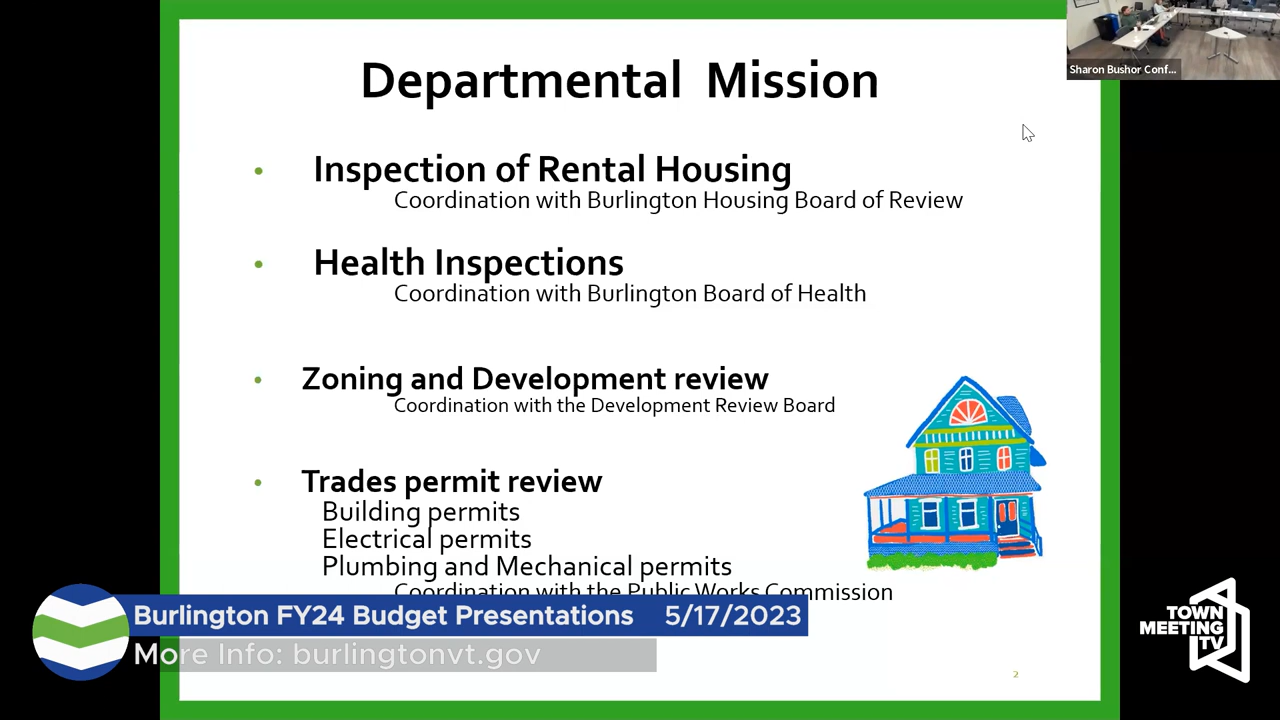 Departmental Mission
Sharon Bushor Conf...
• Inspection of Rental Housing
Coordination with Burlington Housing Board of Review
• Health Inspections
Coordination with Burlington Board of Health
• Zoning and Development review
Coordination with the Development Review Board
• Trades permit review
Building permits
Electrical permits
Plumbing and Mechanical permits
Coordination with the Public Works Commission
Burlington FY24 Budget Presentations 5/17/2023
More Info: burlingtonvt.gov
TOWN
MEETING
TV
2